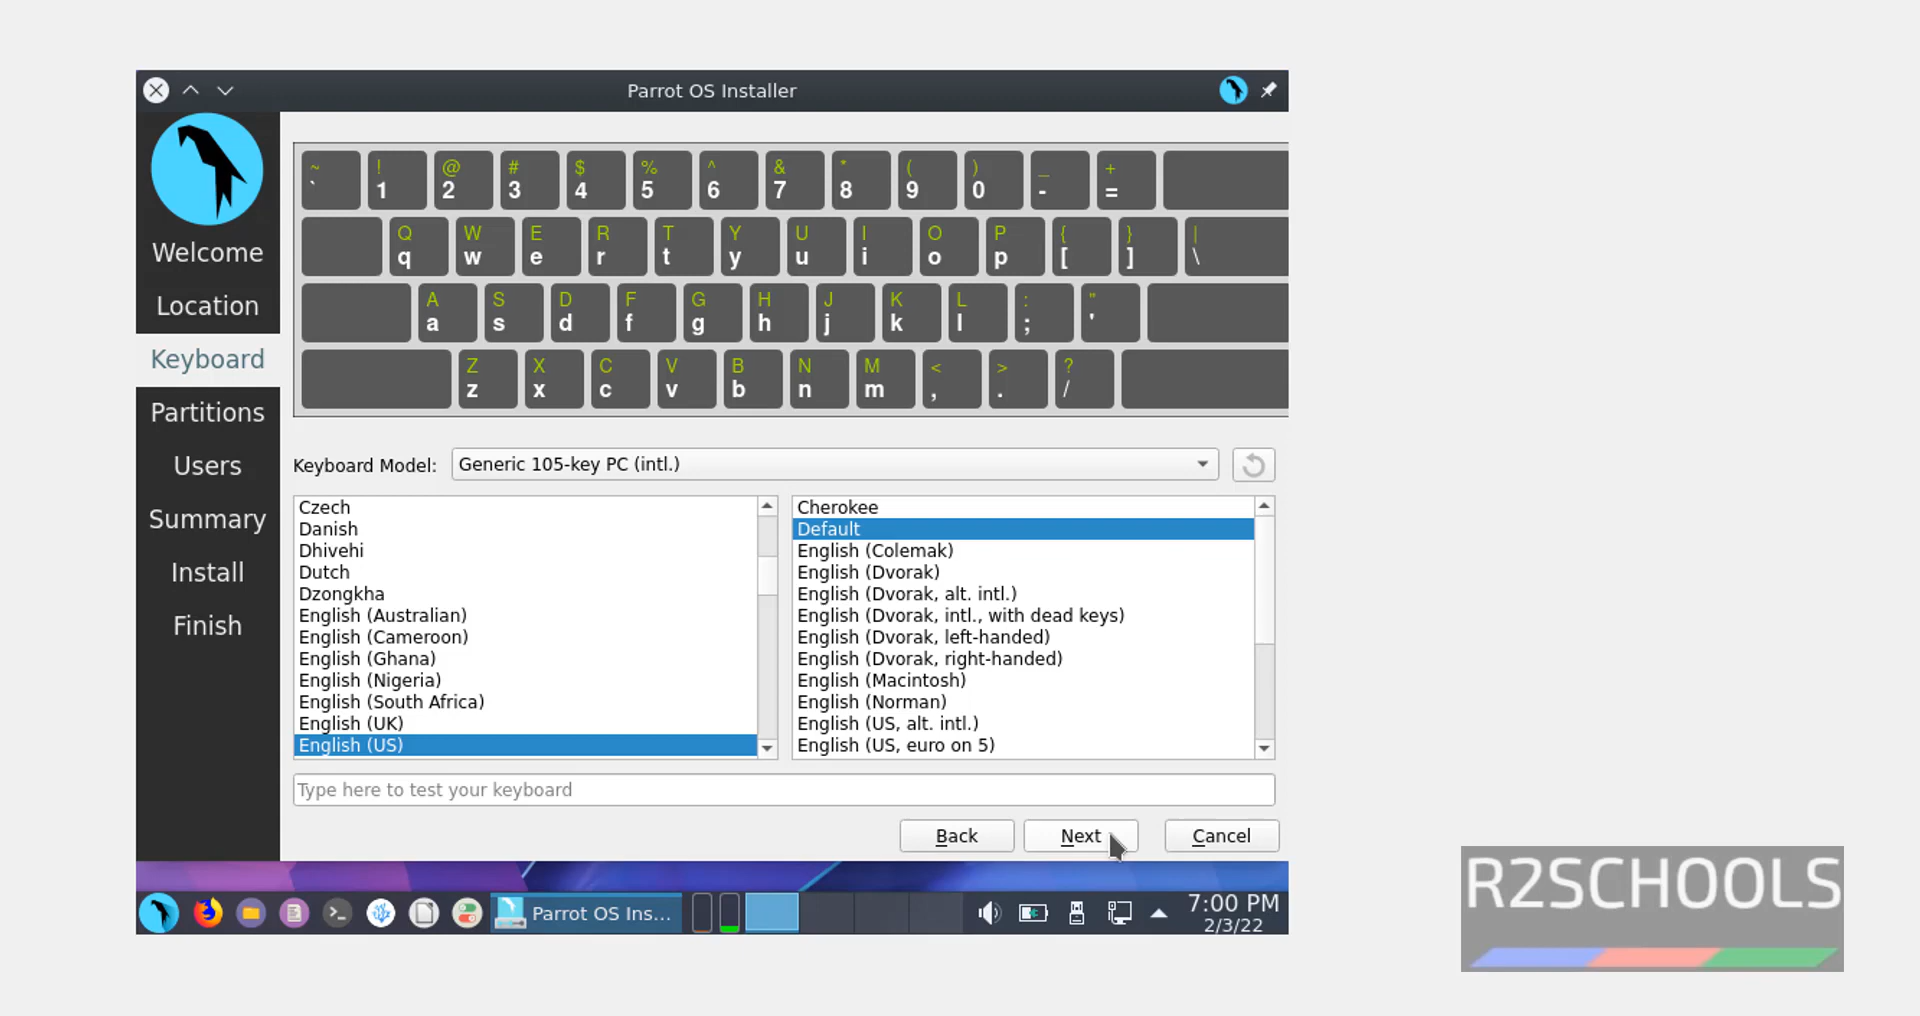 Parrot OS Installer
~ ! @ # $ % ^ & * ( ) _ +
` 1 2 3 4 5 6 7 8 9 0 - =
Q W E R T Y U I O P { } |
q w e r t y u i o p [ ] \
A S D F G H J K L : "
a s d f g h j k l ; '
Z X C V B N M < > ?
z x c v b n m , . /
Welcome
Location
Keyboard
Partitions
Users
Summary
Install
Finish
Keyboard Model: Generic 105-key PC (intl.)
Czech
Danish
Dhivehi
Dutch
Dzongkha
English (Australian)
English (Cameroon)
English (Ghana)
English (Nigeria)
English (South Africa)
English (UK)
English (US)
Cherokee
Default
English (Colemak)
English (Dvorak)
English (Dvorak, alt. intl.)
English (Dvorak, intl., with dead keys)
English (Dvorak, left-handed)
English (Dvorak, right-handed)
English (Macintosh)
English (Norman)
English (US, alt. intl.)
English (US, euro on 5)
Type here to test your keyboard
Back Next Cancel
Parrot OS Ins...
7:00 PM
2/3/22
R2SCHOOLS